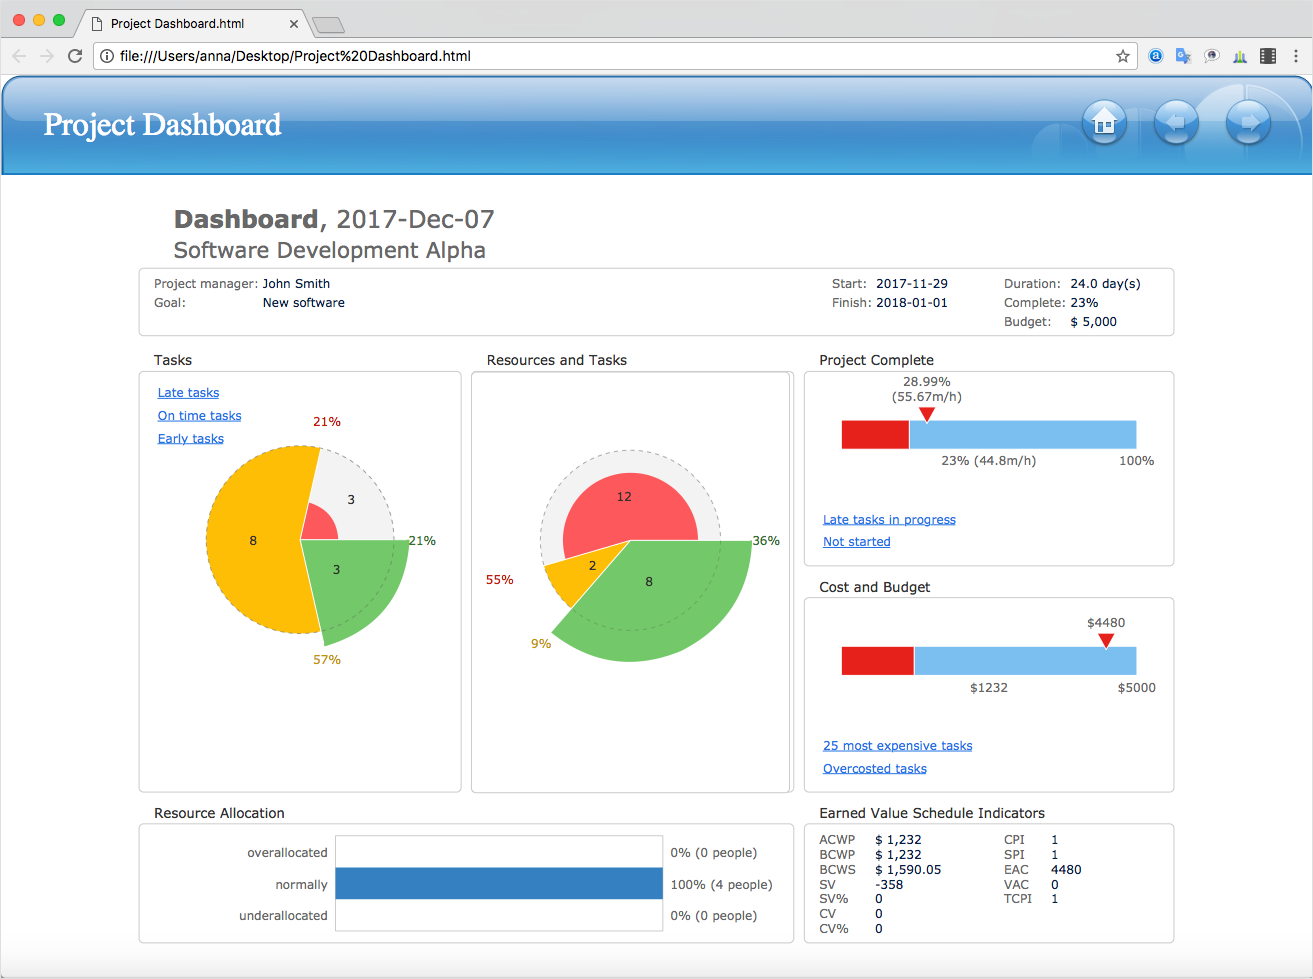 Project Dashboard.html
file:///Users/anna/Desktop/Project%20Dashboard.html
Project Dashboard
Dashboard, 2017-Dec-07
Software Development Alpha
Project manager: John Smith
Goal: New software
Start: 2017-11-29
Finish: 2018-01-01
Duration: 24.0 day(s)
Complete: 23%
Budget: $ 5,000
Tasks
Late tasks
On time tasks
Early tasks
21%
3
8
21%
3
57%
Resources and Tasks
12
36%
2
8
55%
9%
Project Complete
28.99%
(55.67m/h)
23% (44.8m/h) 100%
Late tasks in progress
Not started
Cost and Budget
$4480
$1232 $5000
25 most expensive tasks
Overcosted tasks
Resource Allocation
overallocated 0% (0 people)
normally 100% (4 people)
underallocated 0% (0 people)
Earned Value Schedule Indicators
ACWP $ 1,232 CPI 1
BCWP $ 1,232 SPI 1
BCWS $ 1,590.05 EAC 4480
SV -358 VAC 0
SV% 0 TCPI 1
CV 0
CV% 0